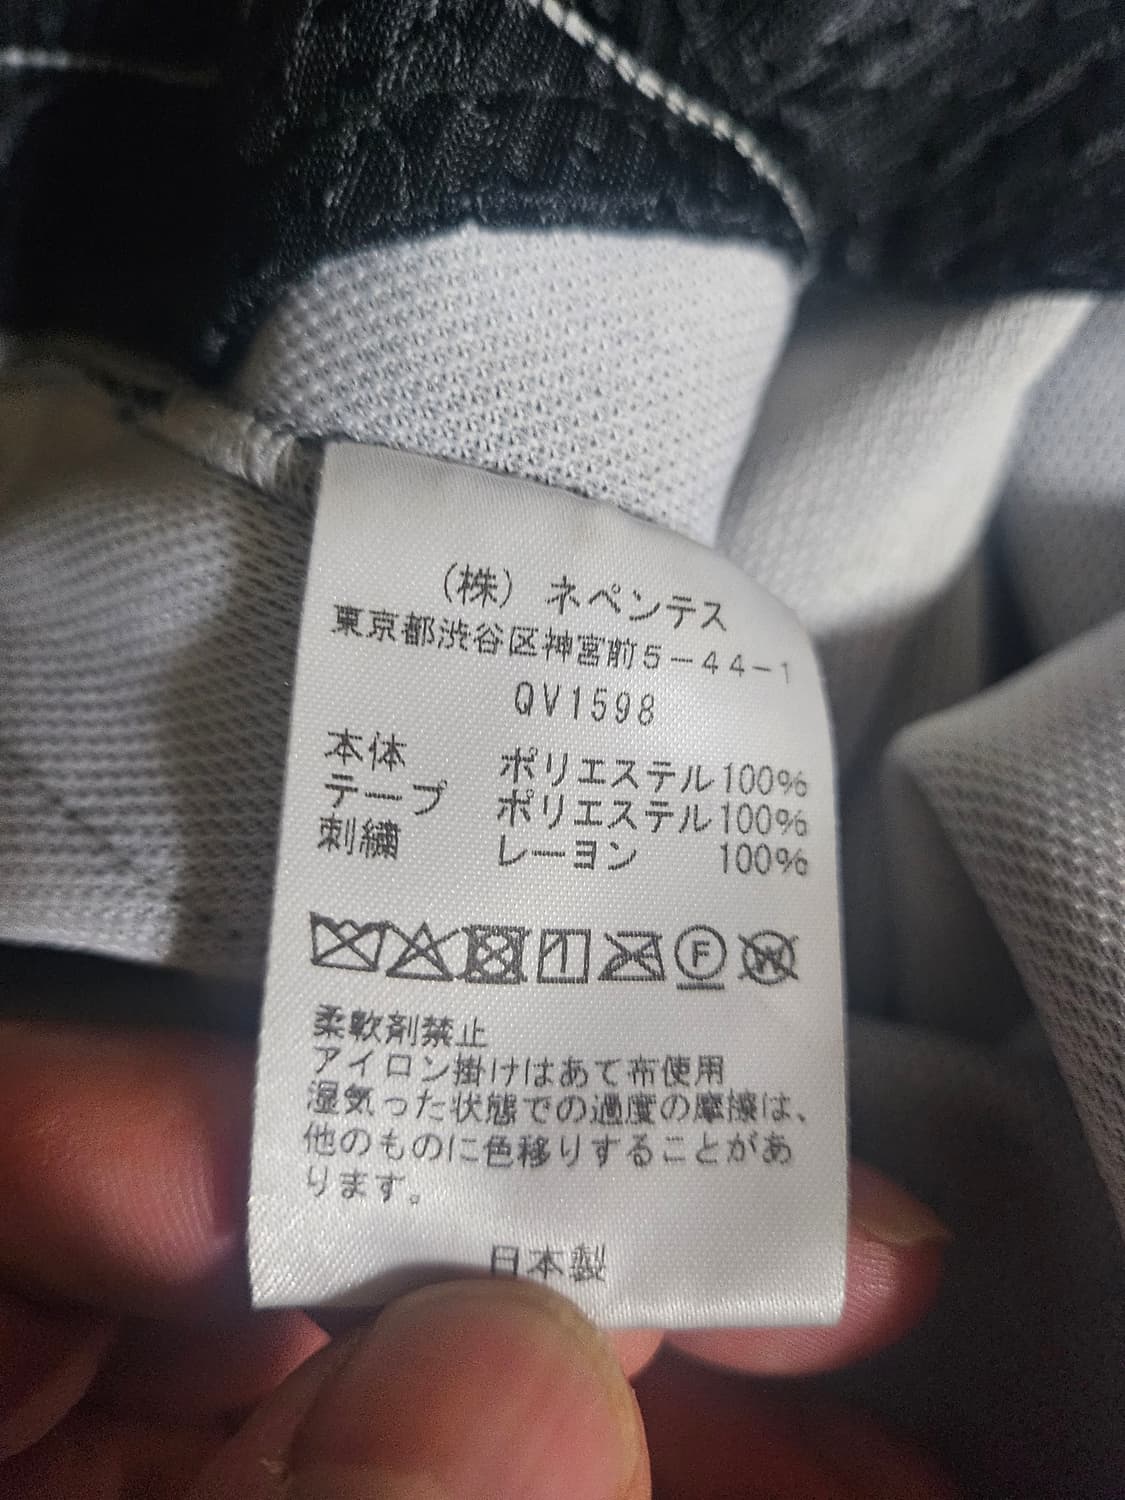 (株) ネペンテス
東京都渋谷区神宮前5-44-1
QV1598
本体 ポリエステル100%
テープ ポリエステル100%
刺繍 レーヨン 100%
F W
柔軟剤禁止
アイロン掛けはあて布使用
湿気った状態での過度の摩擦は、
他のものに色移りすることがあ
ります。
日本製